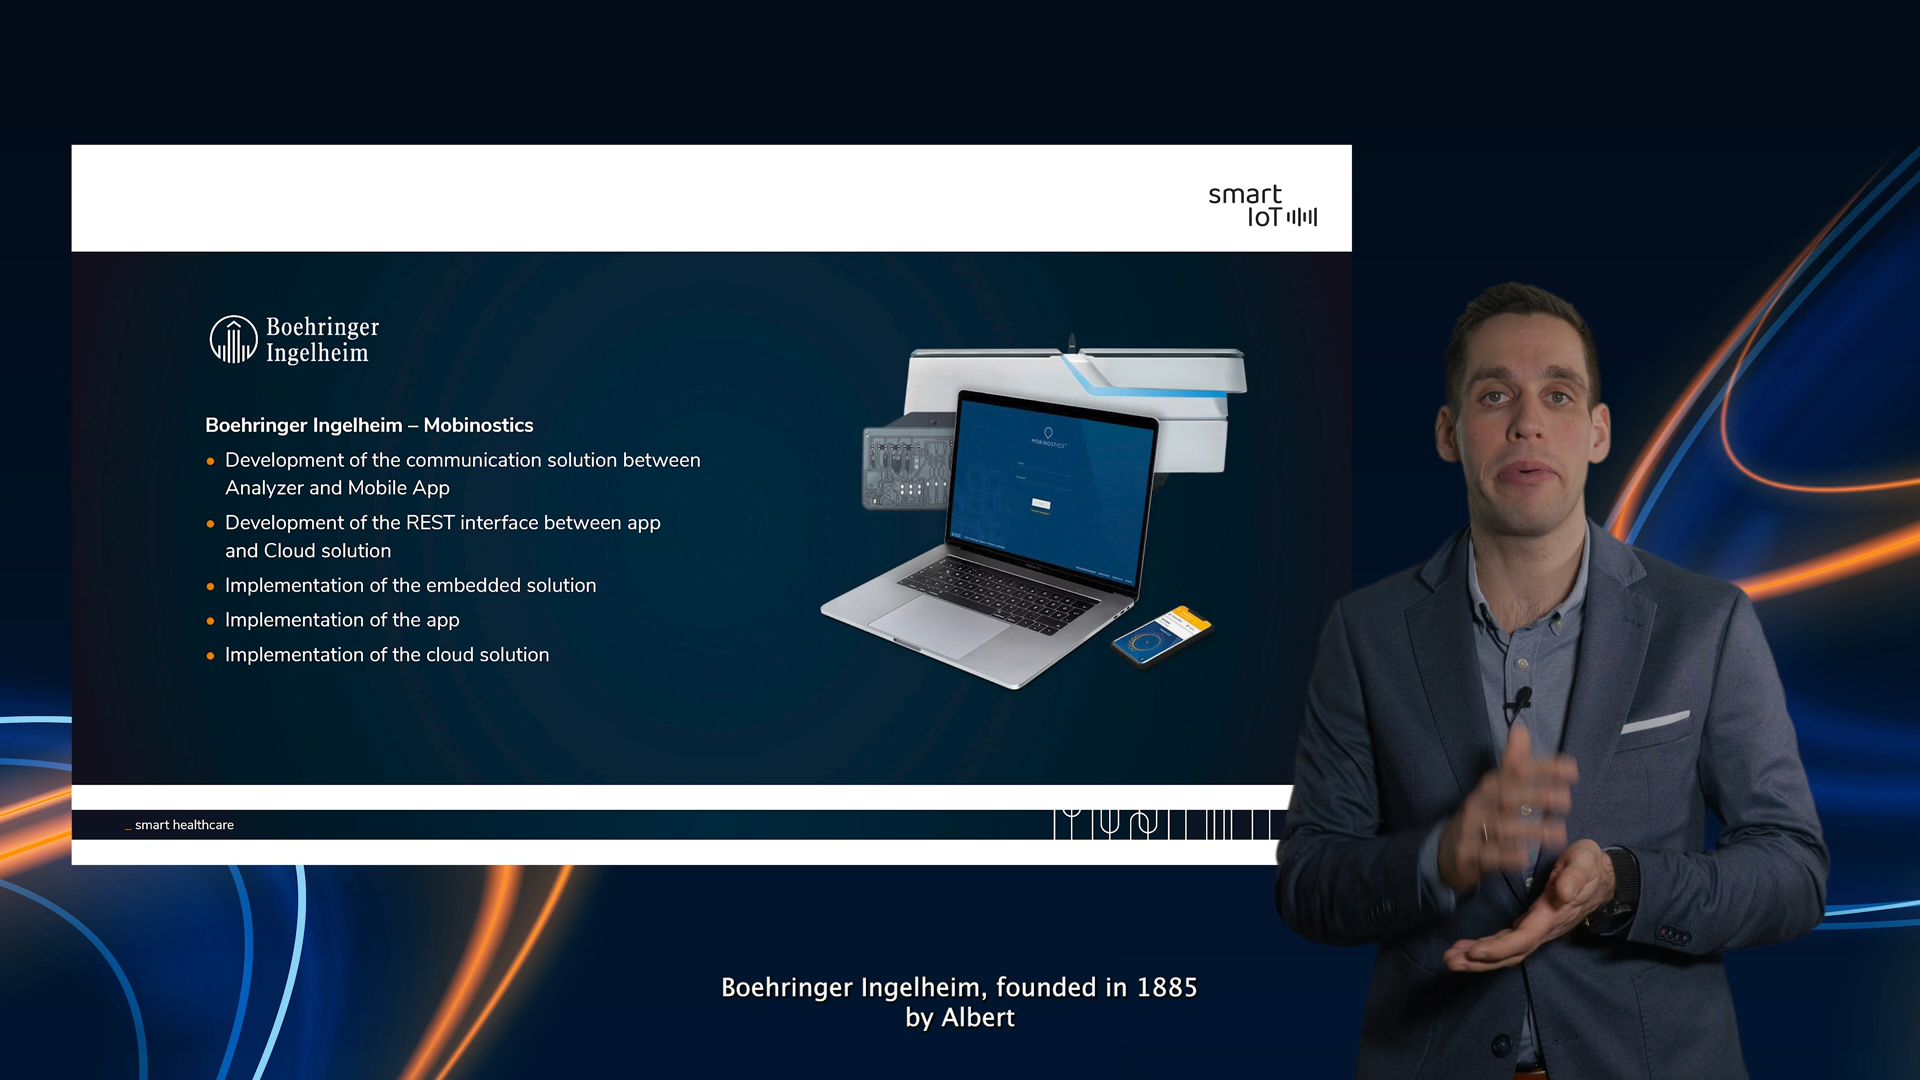 smart
IoT
Boehringer
Ingelheim
Boehringer Ingelheim – Mobinostics
Development of the communication solution between
Analyzer and Mobile App
Development of the REST interface between app
and Cloud solution
Implementation of the embedded solution
Implementation of the app
Implementation of the cloud solution
MOBINOSTICS
_ smart healthcare
Boehringer Ingelheim, founded in 1885
by Albert